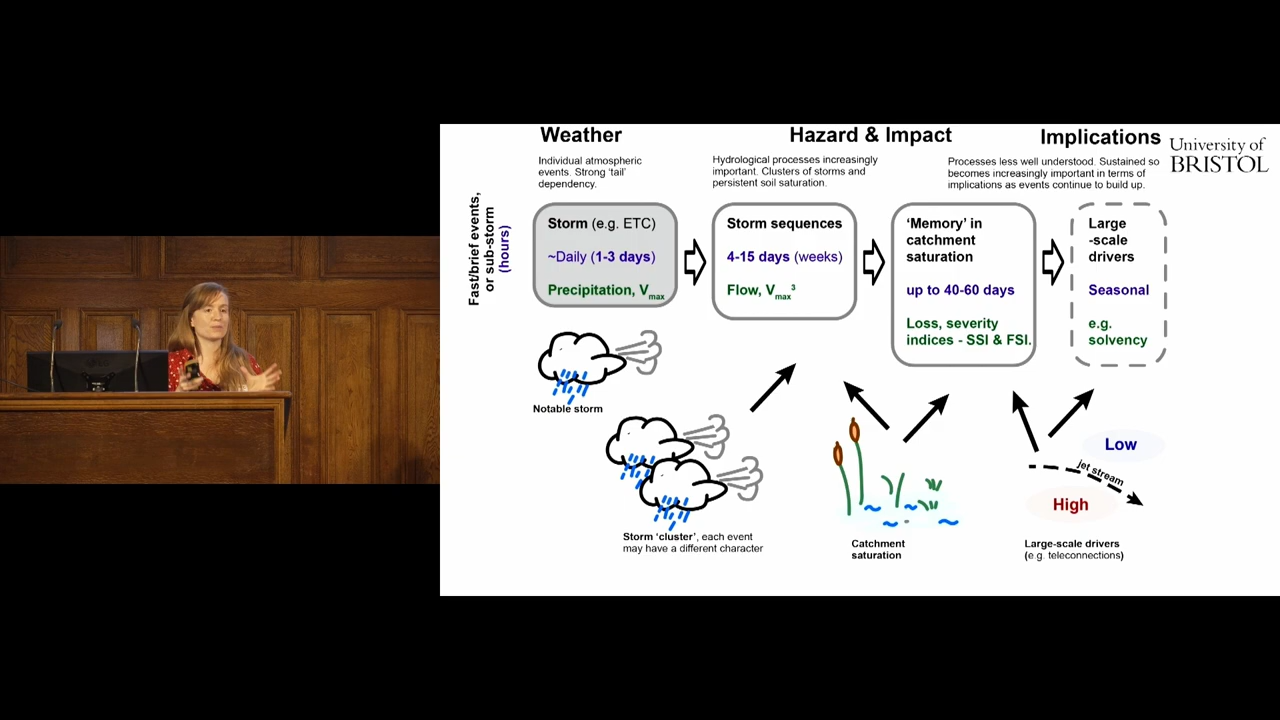 Weather
Hazard & Impact
Implications
University of
BRISTOL
Individual atmospheric
events. Strong 'tail'
dependency.
Hydrological processes increasingly
important. Clusters of storms and
persistent soil saturation.
Processes less well understood. Sustained so
becomes increasingly important in terms of
implications as events continue to build up.
Fast/brief events,
or sub-storm
(hours)
Storm (e.g. ETC)
~Daily (1-3 days)
Precipitation, Vmax
Storm sequences
4-15 days (weeks)
Flow, Vmax³
'Memory' in
catchment
saturation
up to 40-60 days
Loss, severity
indices - SSI & FSI.
Large
-scale
drivers
Seasonal
e.g.
solvency
Notable storm
Storm 'cluster', each event
may have a different character
Catchment
saturation
Low
jet stream
High
Large-scale drivers
(e.g. teleconnections)